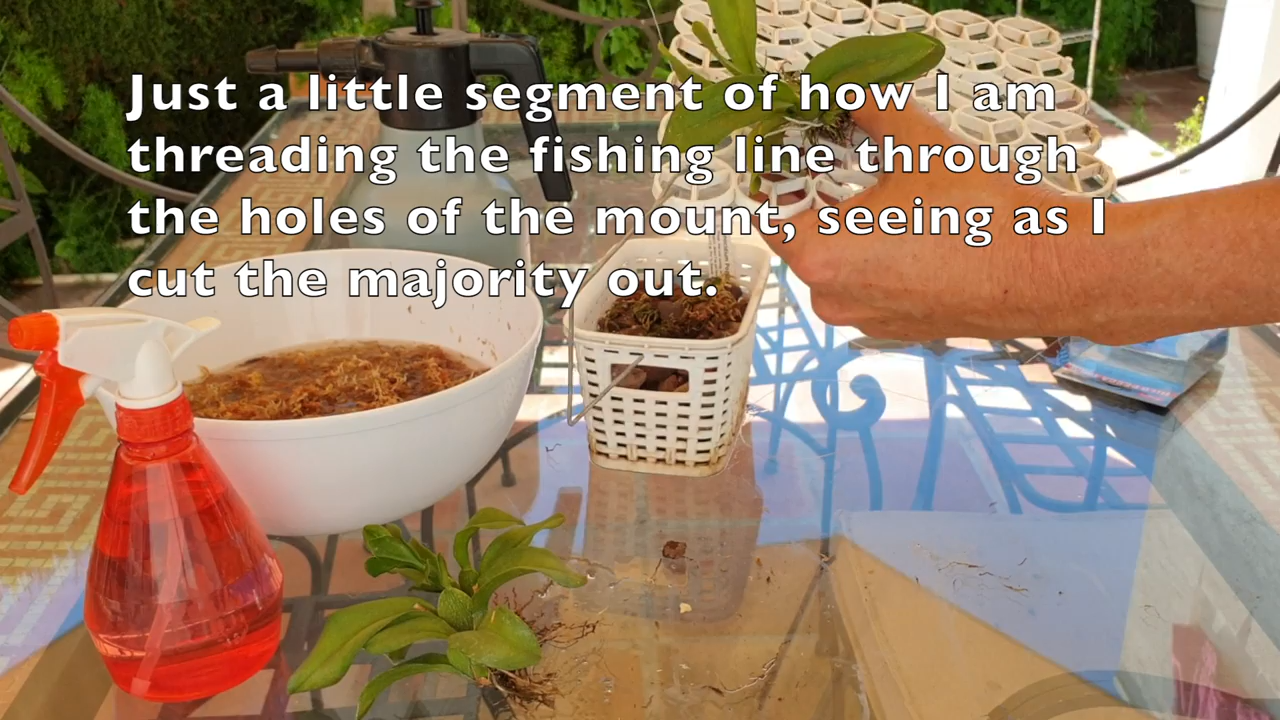 Just a little segment of how I am
threading the fishing line through
the holes of the mount, seeing as I
cut the majority out.